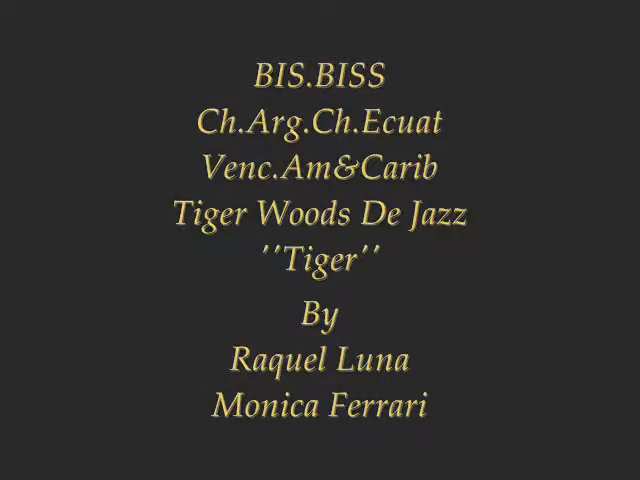 BIS.BISS
Ch.Arg.Ch.Ecuat
Venc.Am&Carib
Tiger Woods De Jazz
''Tiger''
By
Raquel Luna
Monica Ferrari